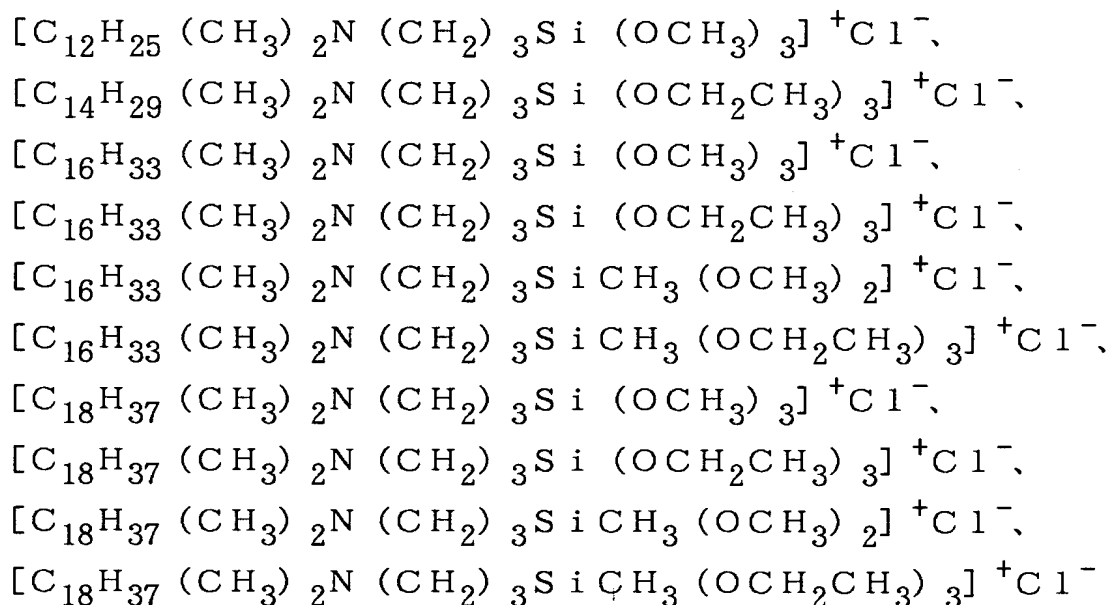 [C₁₂H₂₅(CH₃)₂N(CH₂)₃Si(OCH₃)₃]⁺Cl⁻、
[C₁₄H₂₉(CH₃)₂N(CH₂)₃Si(OCH₂CH₃)₃]⁺Cl⁻、
[C₁₆H₃₃(CH₃)₂N(CH₂)₃Si(OCH₃)₃]⁺Cl⁻、
[C₁₆H₃₃(CH₃)₂N(CH₂)₃Si(OCH₂CH₃)₃]⁺Cl⁻、
[C₁₆H₃₃(CH₃)₂N(CH₂)₃SiCH₃(OCH₃)₂]⁺Cl⁻、
[C₁₆H₃₃(CH₃)₂N(CH₂)₃SiCH₃(OCH₂CH₃)₃]⁺Cl⁻、
[C₁₈H₃₇(CH₃)₂N(CH₂)₃Si(OCH₃)₃]⁺Cl⁻、
[C₁₈H₃₇(CH₃)₂N(CH₂)₃Si(OCH₂CH₃)₃]⁺Cl⁻、
[C₁₈H₃₇(CH₃)₂N(CH₂)₃SiCH₃(OCH₃)₂]⁺Cl⁻、
[C₁₈H₃₇(CH₃)₂N(CH₂)₃SiCH₃(OCH₂CH₃)₃]⁺Cl⁻